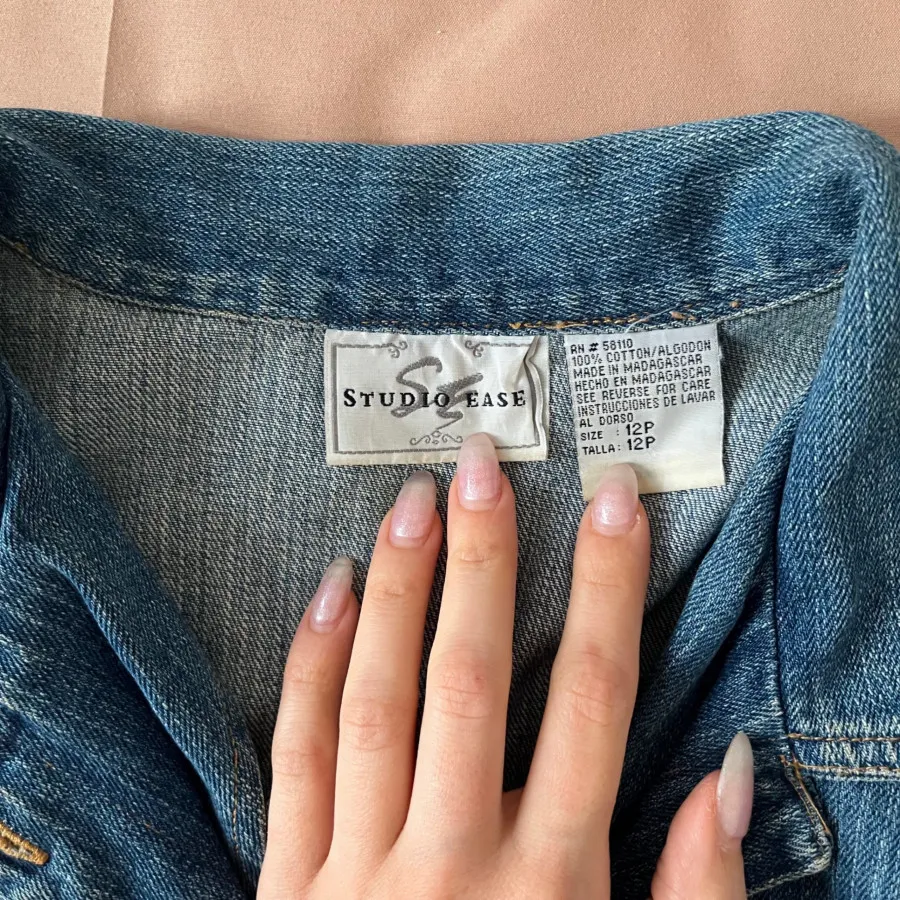 STUDIO EASE
SE
RN # 58110
100% COTTON/ALGODON
MADE IN MADAGASCAR
HECHO EN MADAGASCAR
SEE REVERSE FOR CARE
INSTRUCCIONES DE LAVAR
AL DORSO
SIZE : 12P
TALLA: 12P